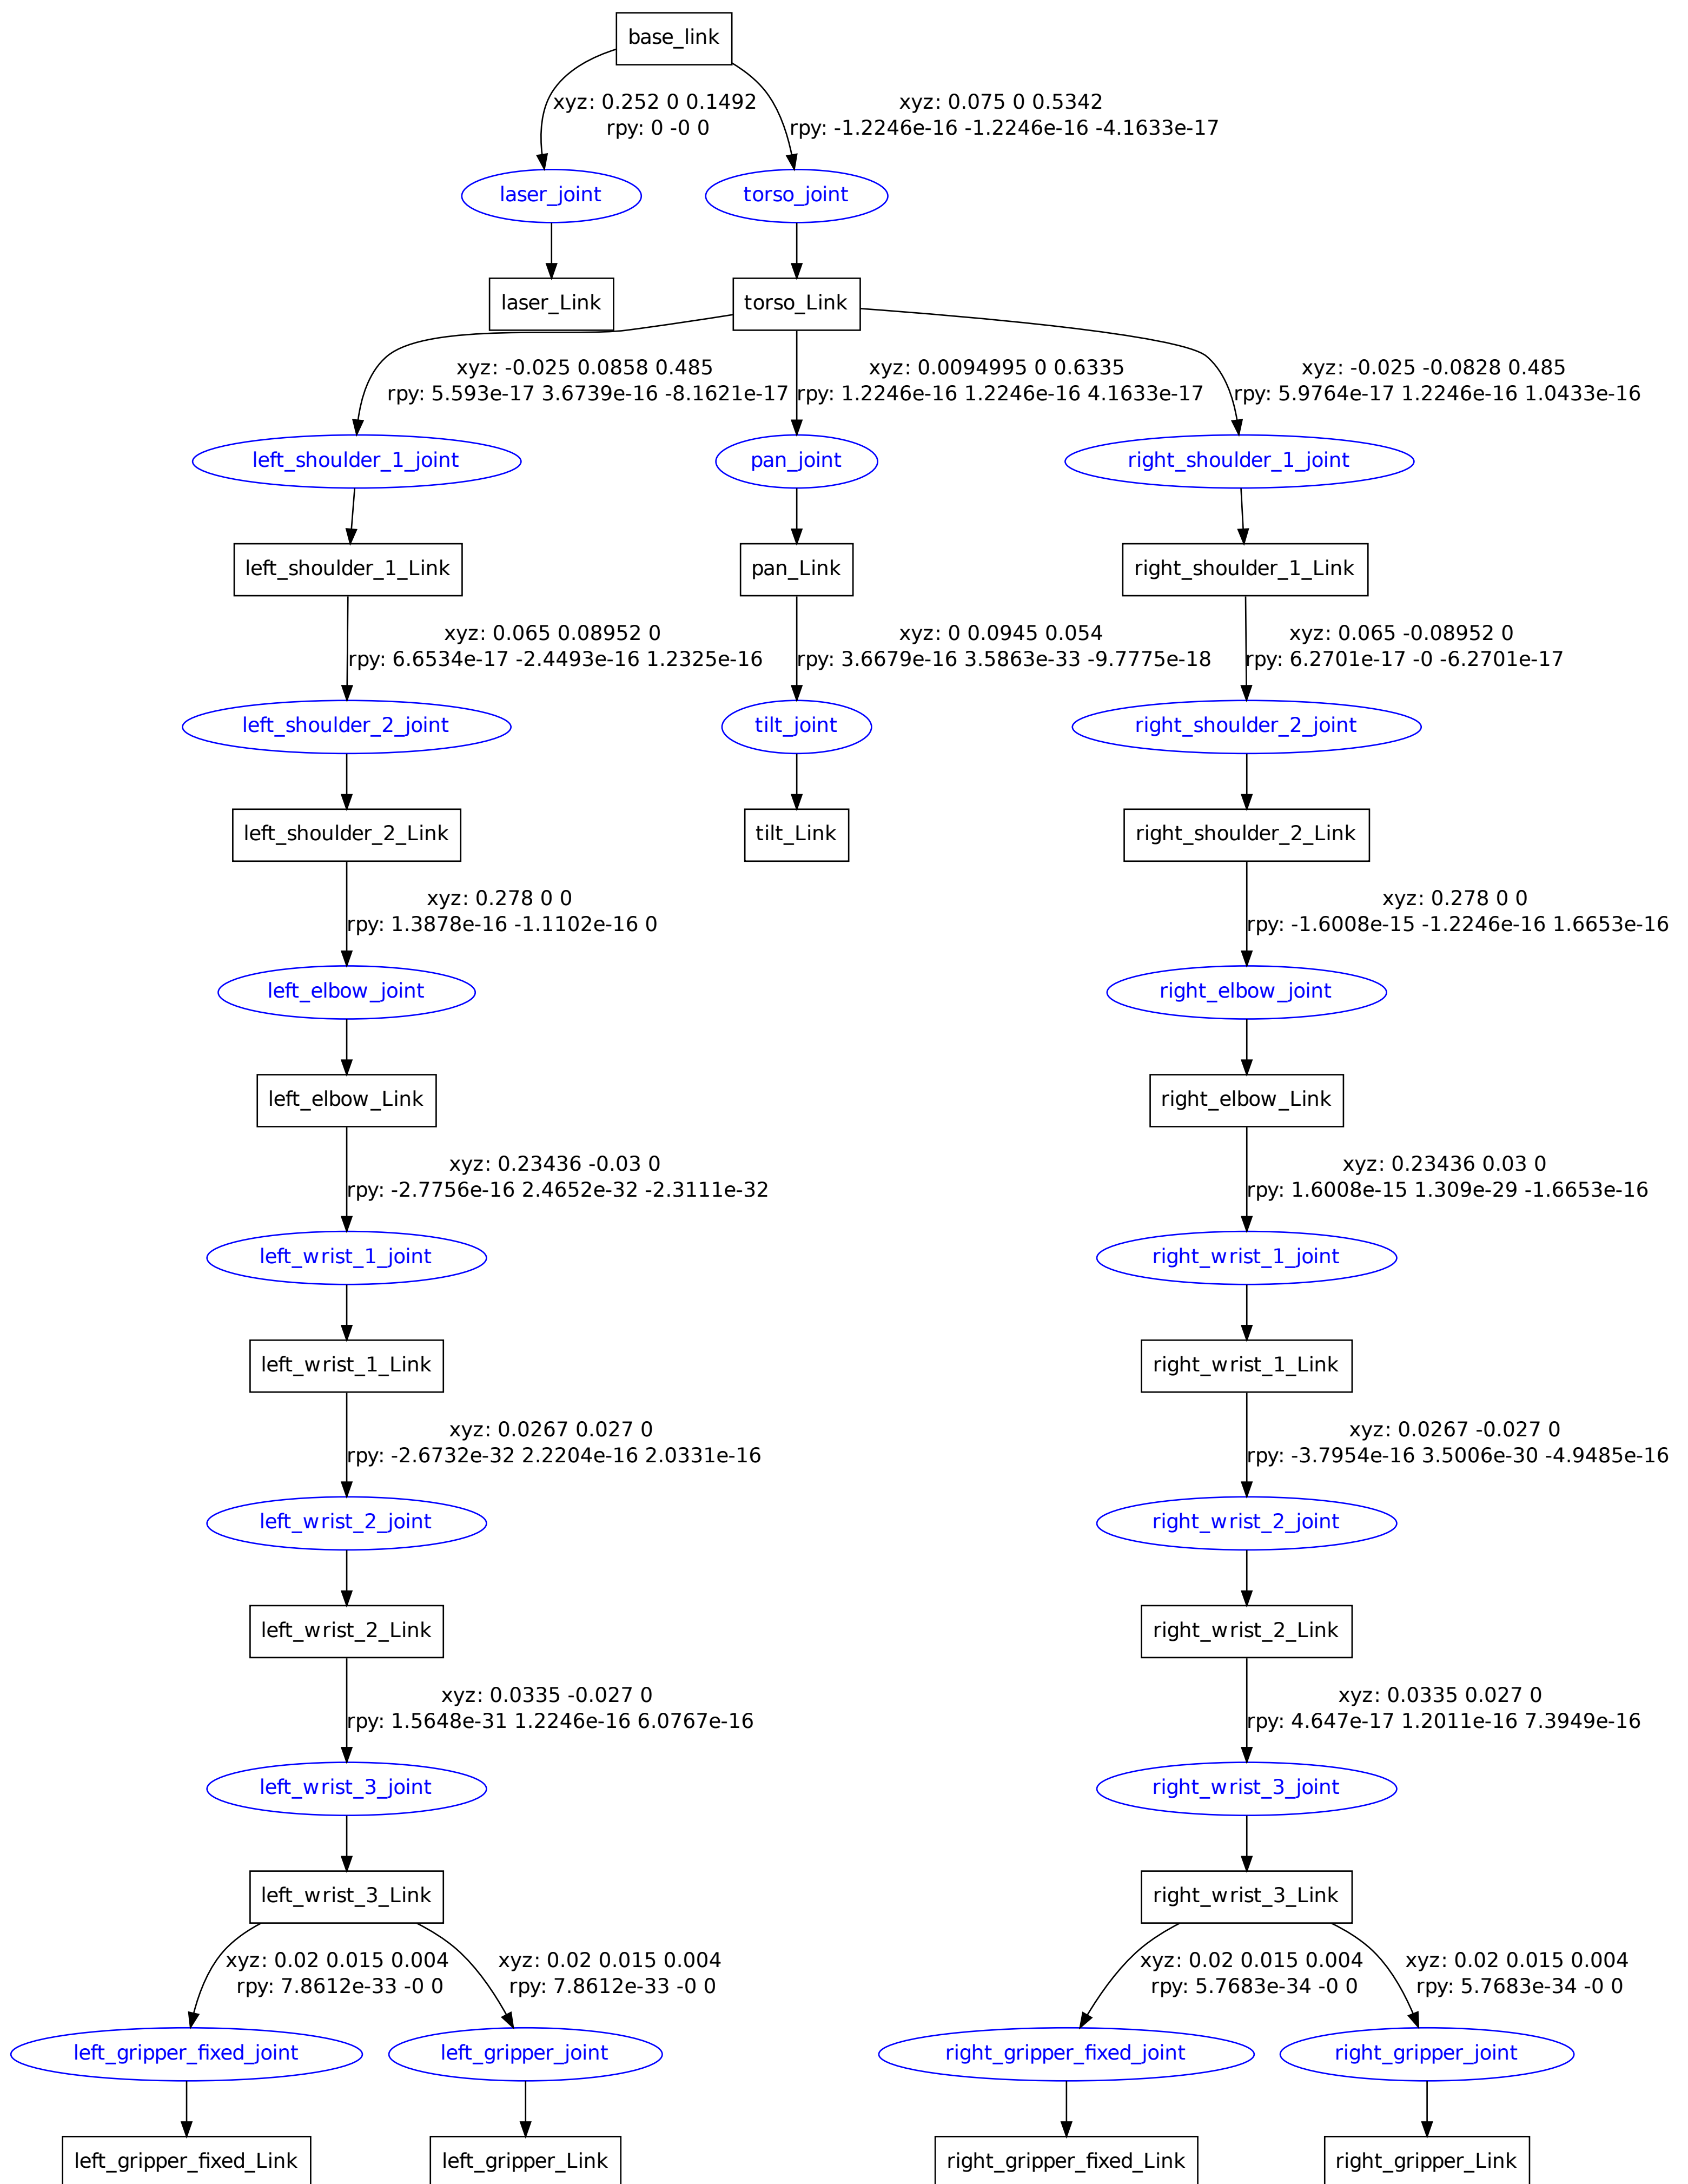 base_link
xyz: 0.252 0 0.1492
rpy: 0 -0 0
xyz: 0.075 0 0.5342
rpy: -1.2246e-16 -1.2246e-16 -4.1633e-17
laser_joint
torso_joint
laser_Link
torso_Link
xyz: -0.025 0.0858 0.485
rpy: 5.593e-17 3.6739e-16 -8.1621e-17
xyz: 0.0094995 0 0.6335
rpy: 1.2246e-16 1.2246e-16 4.1633e-17
xyz: -0.025 -0.0828 0.485
rpy: 5.9764e-17 1.2246e-16 1.0433e-16
left_shoulder_1_joint
pan_joint
right_shoulder_1_joint
left_shoulder_1_Link
pan_Link
right_shoulder_1_Link
xyz: 0.065 0.08952 0
rpy: 6.6534e-17 -2.4493e-16 1.2325e-16
xyz: 0 0.0945 0.054
rpy: 3.6679e-16 3.5863e-33 -9.7775e-18
xyz: 0.065 -0.08952 0
rpy: 6.2701e-17 -0 -6.2701e-17
left_shoulder_2_joint
tilt_joint
right_shoulder_2_joint
left_shoulder_2_Link
tilt_Link
right_shoulder_2_Link
xyz: 0.278 0 0
rpy: 1.3878e-16 -1.1102e-16 0
xyz: 0.278 0 0
rpy: -1.6008e-15 -1.2246e-16 1.6653e-16
left_elbow_joint
right_elbow_joint
left_elbow_Link
right_elbow_Link
xyz: 0.23436 -0.03 0
rpy: -2.7756e-16 2.4652e-32 -2.3111e-32
xyz: 0.23436 0.03 0
rpy: 1.6008e-15 1.309e-29 -1.6653e-16
left_wrist_1_joint
right_wrist_1_joint
left_wrist_1_Link
right_wrist_1_Link
xyz: 0.0267 0.027 0
rpy: -2.6732e-32 2.2204e-16 2.0331e-16
xyz: 0.0267 -0.027 0
rpy: -3.7954e-16 3.5006e-30 -4.9485e-16
left_wrist_2_joint
right_wrist_2_joint
left_wrist_2_Link
right_wrist_2_Link
xyz: 0.0335 -0.027 0
rpy: 1.5648e-31 1.2246e-16 6.0767e-16
xyz: 0.0335 0.027 0
rpy: 4.647e-17 1.2011e-16 7.3949e-16
left_wrist_3_joint
right_wrist_3_joint
left_wrist_3_Link
right_wrist_3_Link
xyz: 0.02 0.015 0.004
rpy: 7.8612e-33 -0 0
xyz: 0.02 0.015 0.004
rpy: 7.8612e-33 -0 0
xyz: 0.02 0.015 0.004
rpy: 5.7683e-34 -0 0
xyz: 0.02 0.015 0.004
rpy: 5.7683e-34 -0 0
left_gripper_fixed_joint
left_gripper_joint
right_gripper_fixed_joint
right_gripper_joint
left_gripper_fixed_Link
left_gripper_Link
right_gripper_fixed_Link
right_gripper_Link